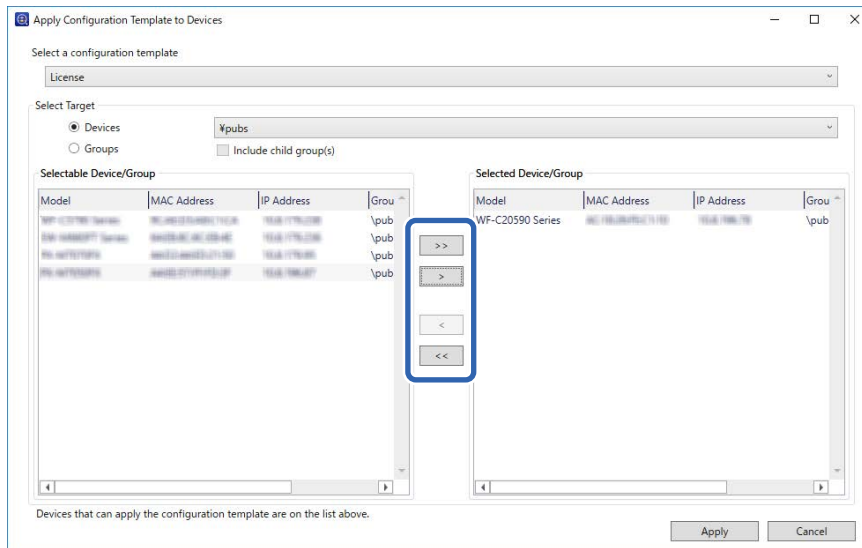 Apply Configuration Template to Devices
Select a configuration template
License
Select Target
Devices
¥pubs
Groups
Include child group(s)
Selectable Device/Group
Selected Device/Group
Model MAC Address IP Address Grou
Model MAC Address IP Address Grou
\pub
WF-C20590 Series \pub
\pub
\pub
\pub
>>
>
<
<<
Devices that can apply the configuration template are on the list above.
Apply
Cancel